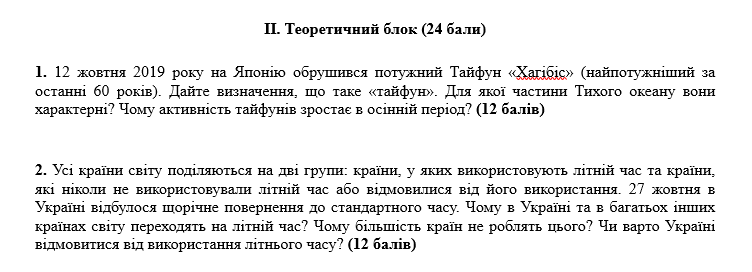 ІІ. Теоретичний блок (24 бали)
1. 12 жовтня 2019 року на Японію обрушився потужний Тайфун «Хагібіс» (найпотужніший за
останні 60 років). Дайте визначення, що таке «тайфун». Для якої частини Тихого океану вони
характерні? Чому активність тайфунів зростає в осінній період? (12 балів)
2. Усі країни світу поділяються на дві групи: країни, у яких використовують літній час та країни,
які ніколи не використовували літній час або відмовилися від його використання. 27 жовтня в
Україні відбулося щорічне повернення до стандартного часу. Чому в Україні та в багатьох інших
країнах світу переходять на літній час? Чому більшість країн не роблять цього? Чи варто Україні
відмовитися від використання літнього часу? (12 балів)